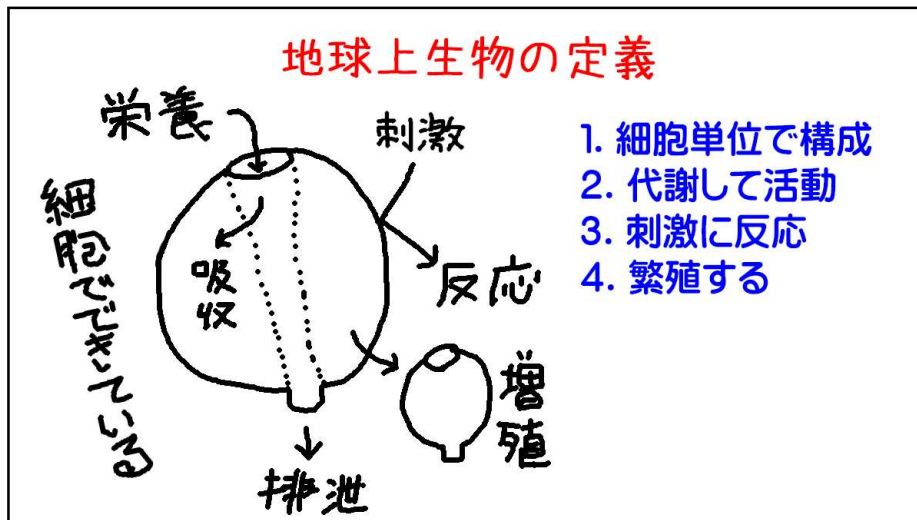 地球上生物の定義
栄養
刺激
1. 細胞単位で構成
2. 代謝して活動
3. 刺激に反応
4. 繁殖する
細胞でできている
吸収
反応
増殖
排泄